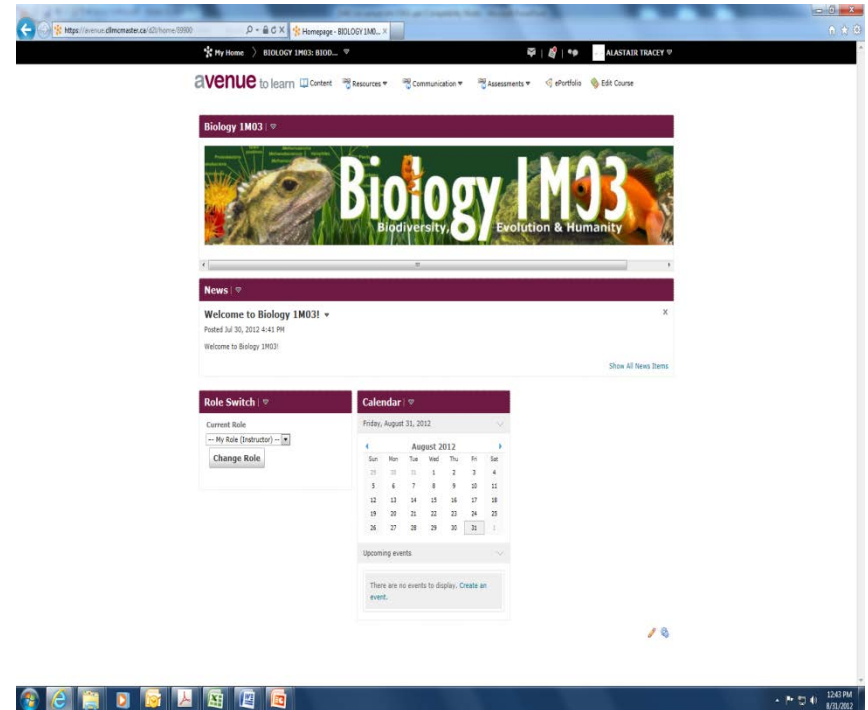 https://avenue.cllmcmaster.ca/d2l/home/89900
Homepage - BIOLOGY 1M0...
My Home
BIOLOGY 1M03: BIOD...
ALASTAIR TRACEY
avenue to learn
Content
Resources
Communication
Assessments
ePortfolio
Edit Course
Biology 1M03
Biology 1M03
Biodiversity, Evolution & Humanity
News
Welcome to Biology 1M03!
Posted Jul 30, 2012 4:41 PM
Welcome to Biology 1M03!
Show All News Items
Role Switch
Current Role
-- My Role (Instructor) --
Change Role
Calendar
Friday, August 31, 2012
August 2012
Sun Mon Tue Wed Thu Fri Sat
29 30 31 1 2 3 4
5 6 7 8 9 10 11
12 13 14 15 16 17 18
19 20 21 22 23 24 25
26 27 28 29 30 31 1
Upcoming events
There are no events to display. Create an
event.
12:43 PM
8/31/2012